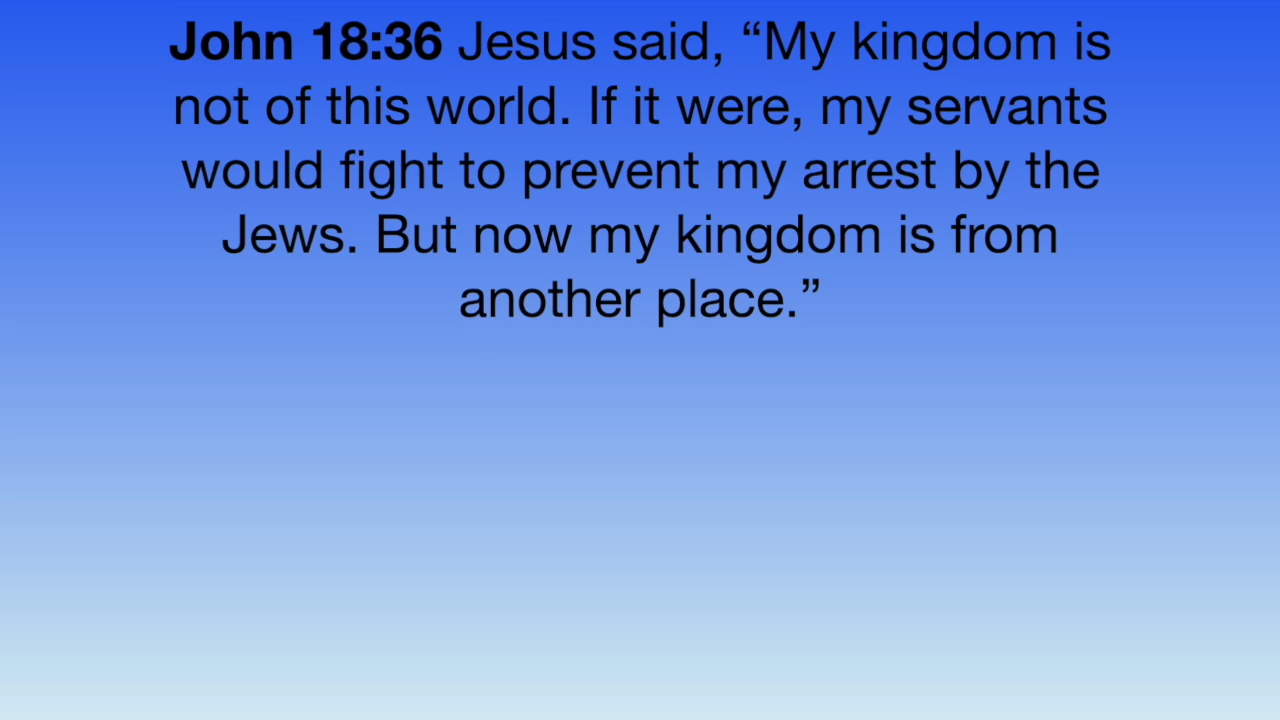 John 18:36 Jesus said, “My kingdom is
not of this world. If it were, my servants
would fight to prevent my arrest by the
Jews. But now my kingdom is from
another place.”